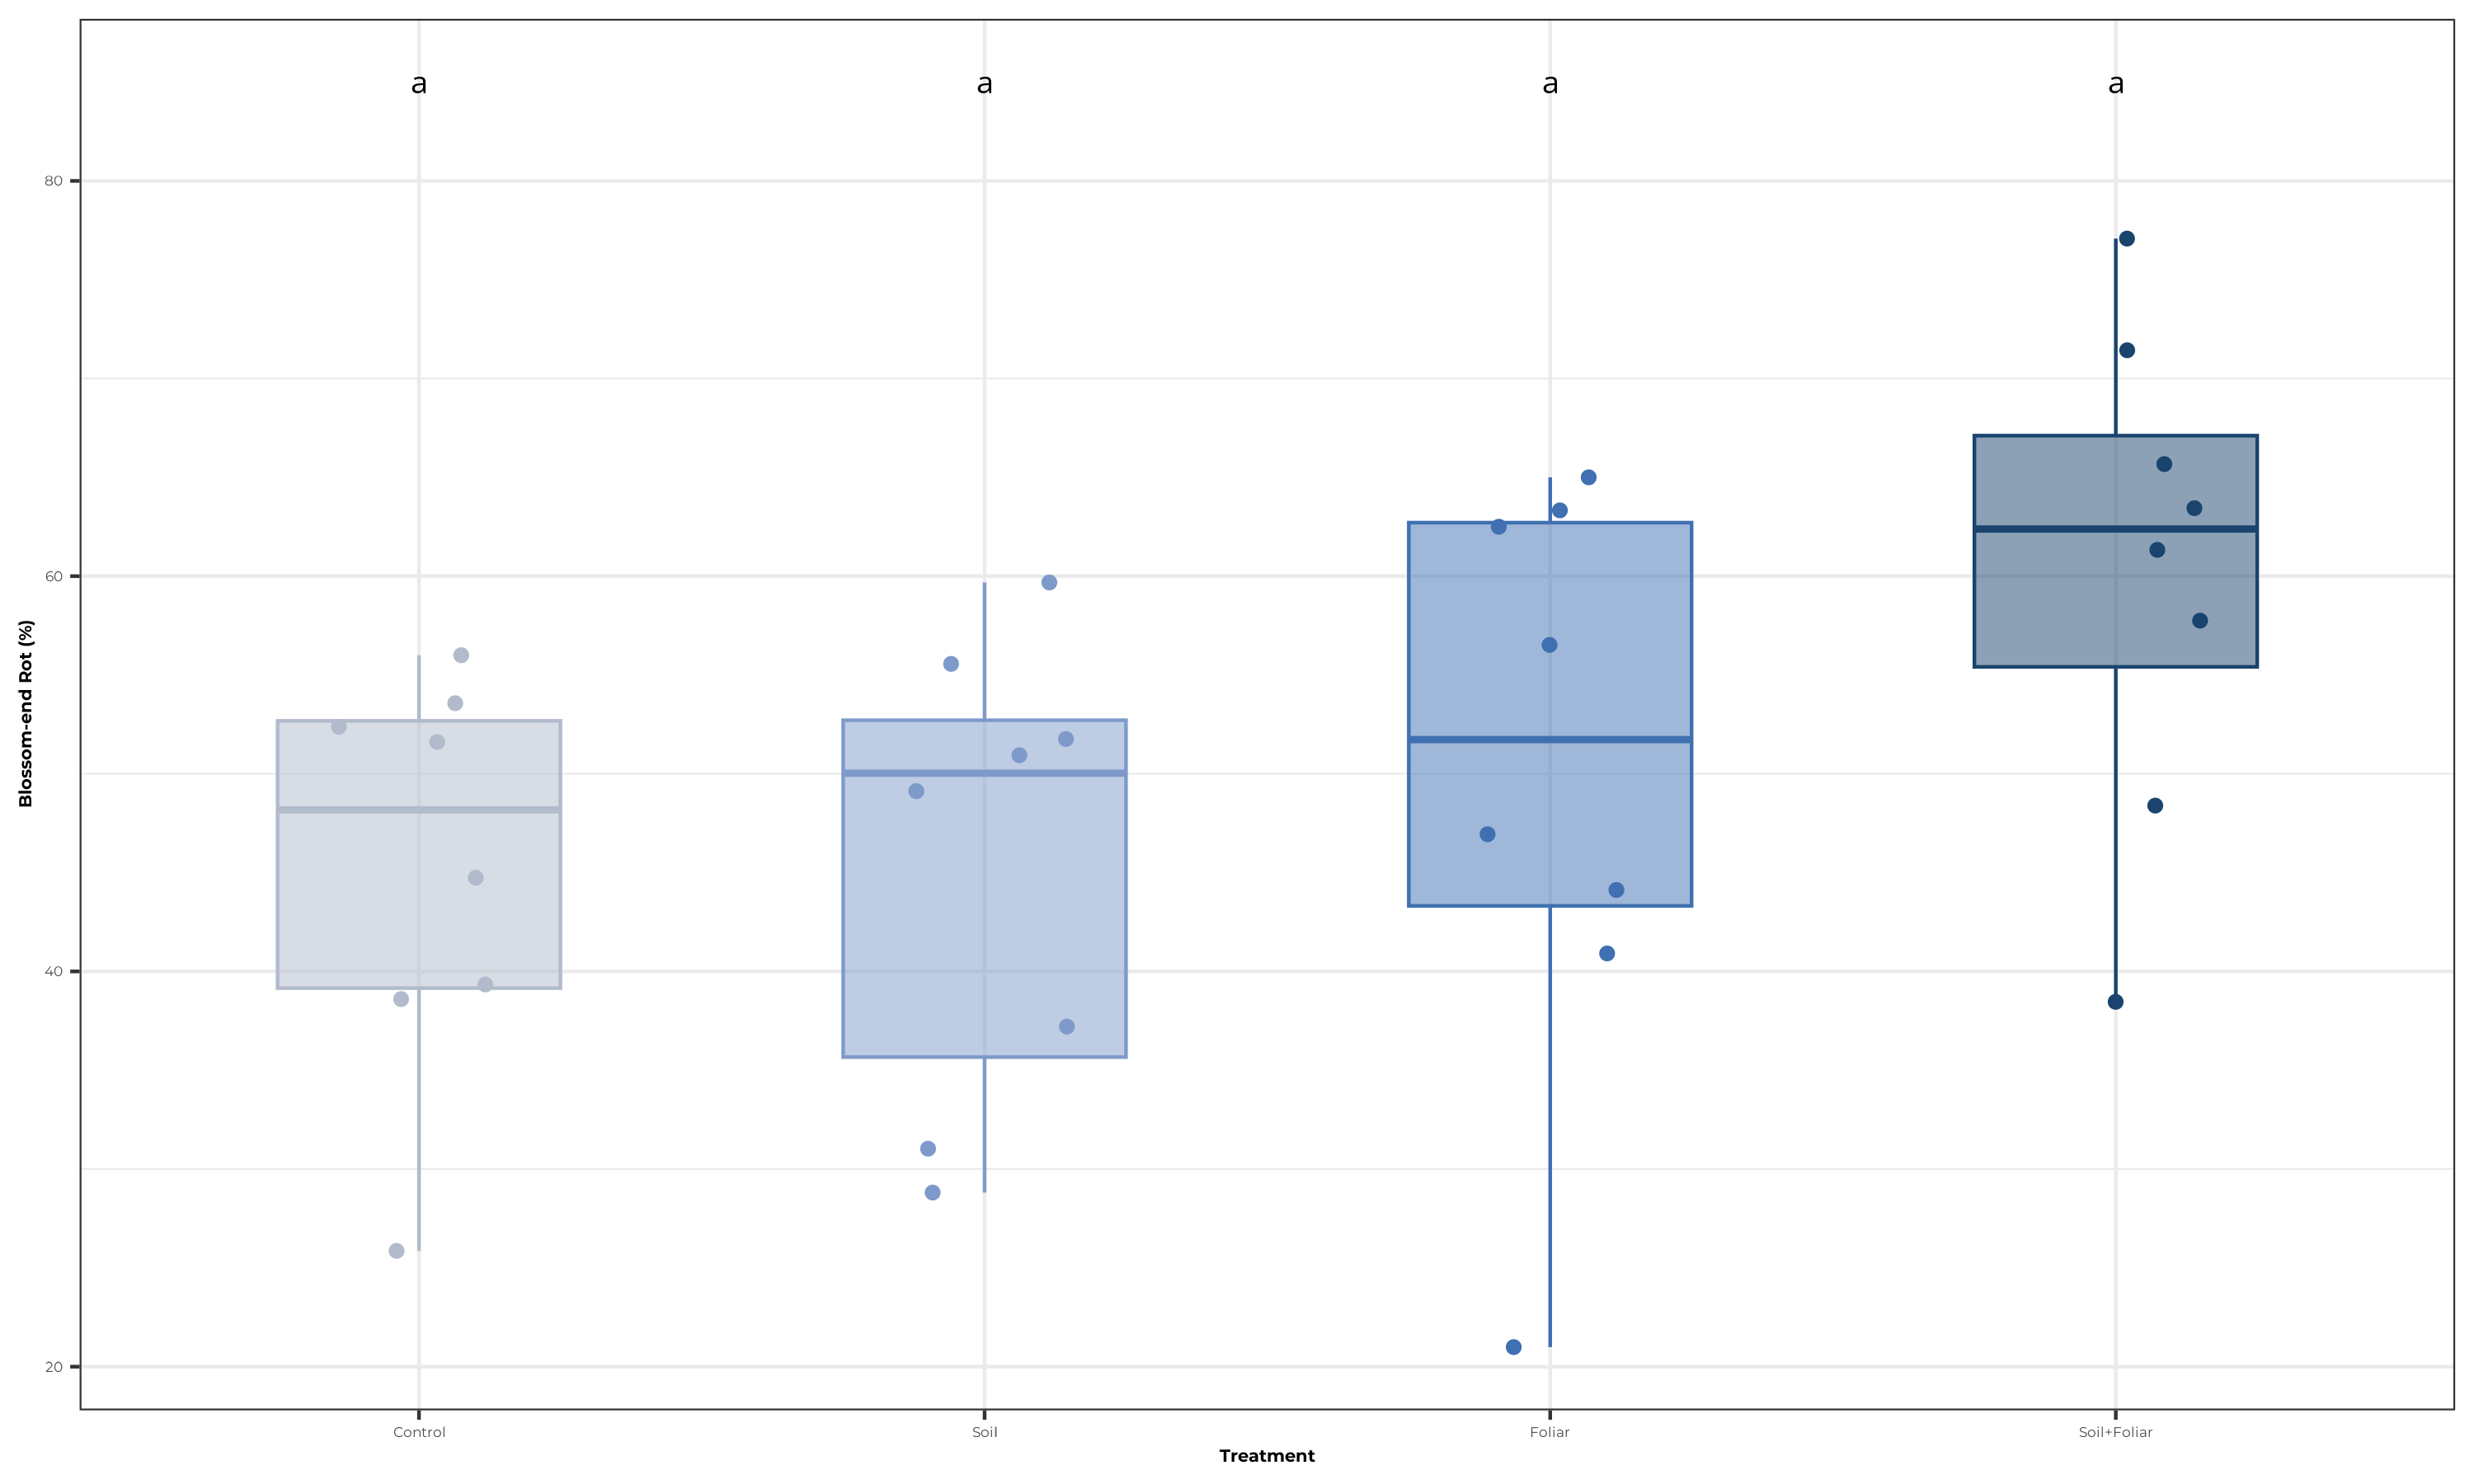 a a a a
80
60
40
20
Blossom-end Rot (%)
Control Soil Foliar Soil+Foliar
Treatment